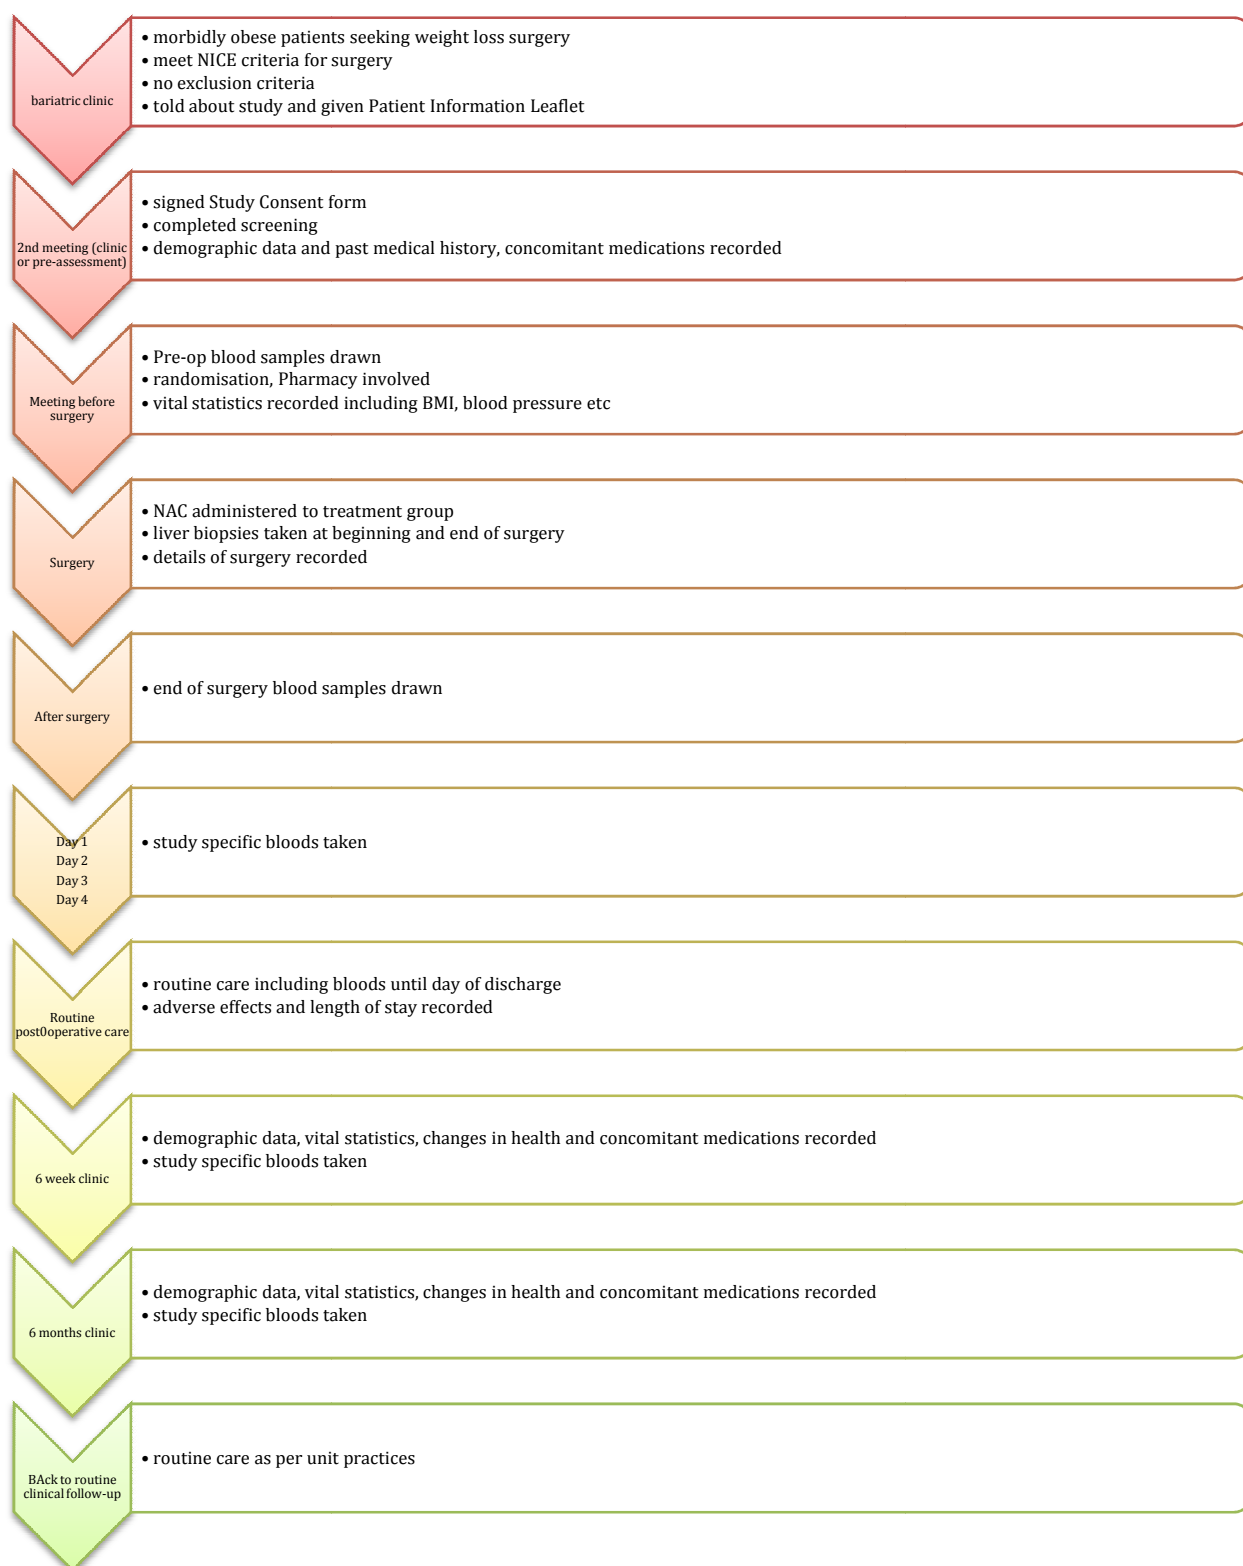 bariatric clinic
• morbidly obese patients seeking weight loss surgery
• meet NICE criteria for surgery
• no exclusion criteria
• told about study and given Patient Information Leaflet
2nd meeting (clinic
or pre-assessment)
• signed Study Consent form
• completed screening
• demographic data and past medical history, concomitant medications recorded
Meeting before
surgery
• Pre-op blood samples drawn
• randomisation, Pharmacy involved
• vital statistics recorded including BMI, blood pressure etc
Surgery
• NAC administered to treatment group
• liver biopsies taken at beginning and end of surgery
• details of surgery recorded
After surgery
• end of surgery blood samples drawn
Day 1
Day 2
Day 3
Day 4
• study specific bloods taken
Routine
post0operative care
• routine care including bloods until day of discharge
• adverse effects and length of stay recorded
6 week clinic
• demographic data, vital statistics, changes in health and concomitant medications recorded
• study specific bloods taken
6 months clinic
• demographic data, vital statistics, changes in health and concomitant medications recorded
• study specific bloods taken
BAck to routine
clinical follow-up
• routine care as per unit practices